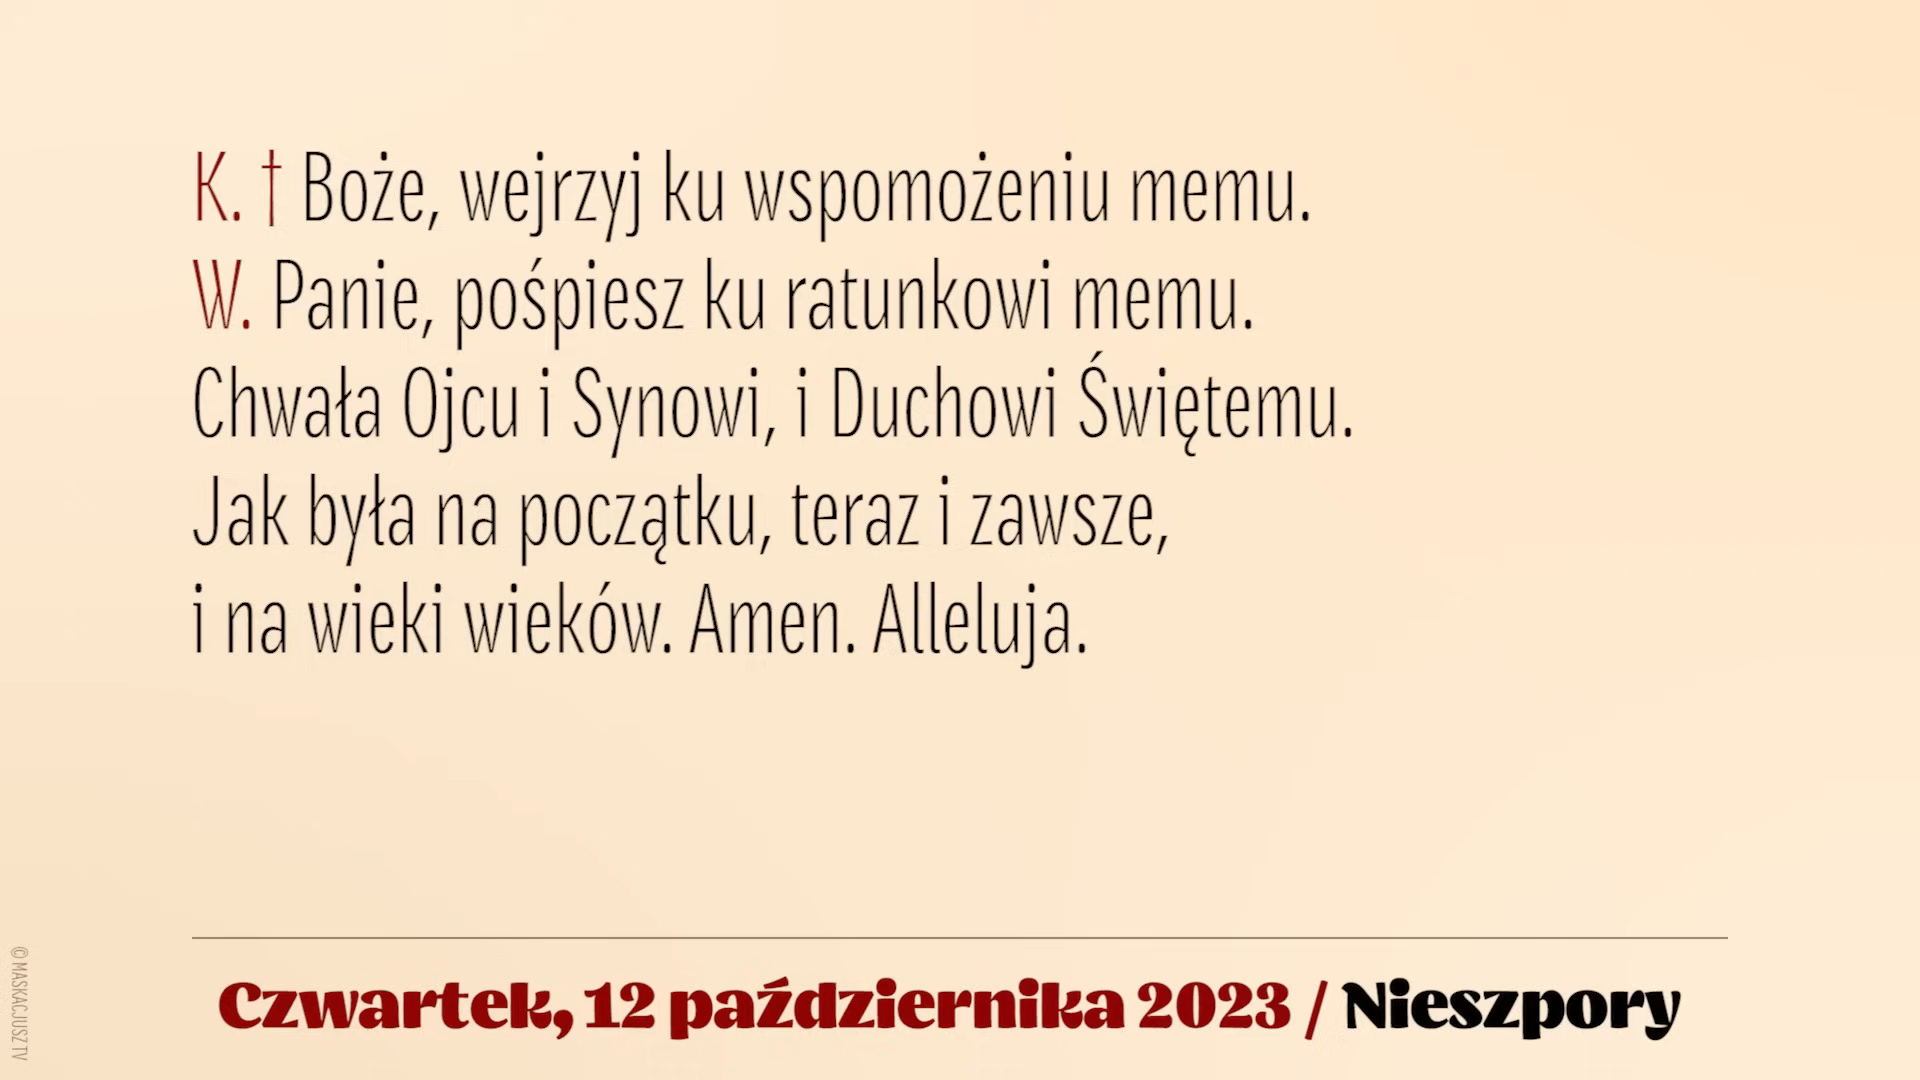 K. † Boże, wejrzyj ku wspomożeniu memu.
W. Panie, pośpiesz ku ratunkowi memu.
Chwała Ojcu i Synowi, i Duchowi Świętemu.
Jak była na początku, teraz i zawsze,
i na wieki wieków. Amen. Alleluja.
Czwartek, 12 października 2023 / Nieszpory
© MASKACJUSZ TV